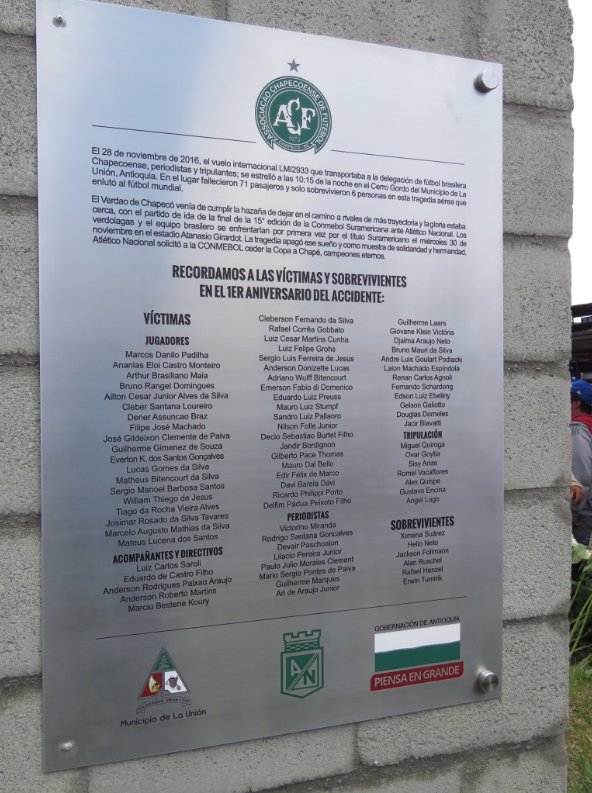 ASSOCIAÇÃO CHAPECOENSE DE FUTEBOL
ACF
1973
El 28 de noviembre de 2016, el vuelo internacional LMI2933 que transportaba a la delegación de fútbol brasilera
Chapecoense, periodistas y tripulantes; se estrelló a las 10:15 de la noche en el Cerro Gordo del Municipio de La
Unión, Antioquia. En el lugar fallecieron 71 pasajeros y solo sobrevivieron 6 personas en esta tragedia aérea que
enlutó al fútbol mundial.
El Verdao de Chapecó venía de cumplir la hazaña de dejar en el camino a rivales de más trayectoria y la gloria estaba
cerca, con el partido de ida de la final de la 15° edición de la Conmebol Suramericana ante Atlético Nacional. Los
verdolagas y el equipo brasilero se enfrentarían por primera vez por el título Suramericano el miércoles 30 de
noviembre en el estadio Atanasio Girardot. La tragedia apagó ese sueño y como muestra de solidaridad y hermandad,
Atlético Nacional solicitó a la CONMEBOL ceder la Copa a Chapé, campeones eternos.
RECORDAMOS A LAS VÍCTIMAS Y SOBREVIVIENTES
EN EL 1ER ANIVERSARIO DEL ACCIDENTE:
VÍCTIMAS
JUGADORES
Marcos Danilo Padilha
Ananias Eloi Castro Monteiro
Arthur Brasiliano Maia
Bruno Rangel Domingues
Ailton Cesar Junior Alves da Silva
Cleber Santana Loureiro
Dener Assuncao Braz
Filipe José Machado
José Gildeixon Clemente de Paiva
Guilherme Gimenez de Souza
Everton K. dos Santos Gonçalves
Lucas Gomes da Silva
Matheus Bitencourt da Silva
Sergio Manoel Barbosa Santos
William Thiego de Jesus
Tiago da Rocha Vieira Alves
Josimar Rosado da Silva Tavares
Marcelo Augusto Mathias da Silva
Mateus Lucena dos Santos
ACOMPAÑANTES Y DIRECTIVOS
Luiz Carlos Saroli
Eduardo de Castro Filho
Anderson Rodrigues Paixao Araujo
Anderson Roberto Martins
Marcio Bestene Koury
Cleberson Fernando da Silva
Rafael Corrêa Gobbato
Luiz Cesar Martins Cunha
Luiz Felipe Grohs
Sergio Luis Ferreira de Jesus
Anderson Donizette Lucas
Adriano Wulff Bitencourt
Emerson Fabio di Domenico
Eduardo Luiz Preuss
Mauro Luiz Stumpf
Sandro Luiz Pallaoro
Nilson Folle Junior
Decio Sebastiao Burtet Filho
Jandir Bordignon
Gilberto Pace Thomas
Mauro Dal Bello
Edir Félix de Marco
Davi Barela Dávi
Ricardo Philippi Porto
Delfim Pádua Peixoto Filho
PERIODISTAS
Victorino Miranda
Rodrigo Santana Goncalves
Devair Paschoalon
Lilacio Pereira Junior
Paulo Julio Morales Clement
Mario Sergio Pontes de Paiva
Guilherme Marques
Ari de Araujo Junior
Guilherme Laars
Giovane Klein Victória
Djalma Araujo Neto
Bruno Mauri da Silva
Andre Luis Goulart Podiacki
Laion Machado Espindola
Renan Carlos Agnoli
Fernando Schardong
Edson Luiz Ebeliny
Gelson Galiotto
Douglas Dorneles
Jacir Biavatti
TRIPULACIÓN
Miguel Quiroga
Ovar Goytia
Sisy Arias
Romel Vacaflores
Alex Quispe
Gustavo Encina
Angel Lugo
SOBREVIVIENTES
Ximena Suárez
Helio Neto
Jackson Follmann
Alan Ruschel
Rafael Henzel
Erwin Tumirik
Municipio de La Unión
AN
GOBERNACIÓN DE ANTIOQUIA
PIENSA EN GRANDE